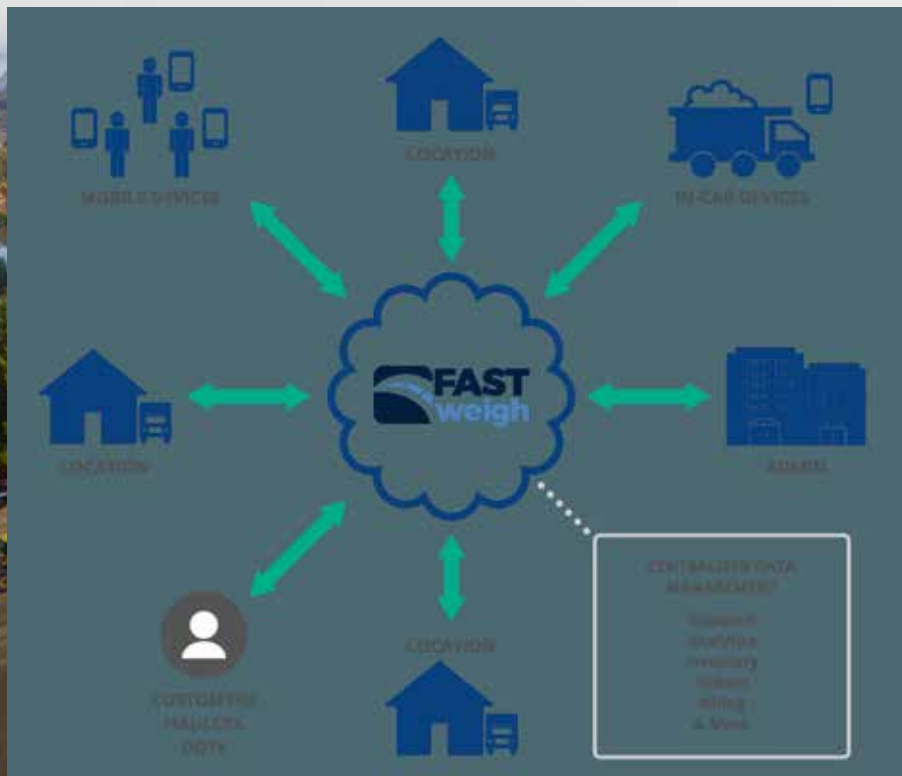 LOCATION
MOBILE DEVICES
IN-CAB DEVICES
FAST
weigh
LOCATION
ADMIN
CENTRALIZED DATA
MANAGEMENT
Dispatch
Analytics
Inventory
Tickets
Billing
& More
LOCATION
CUSTOMERS
HAULERS
DOTs